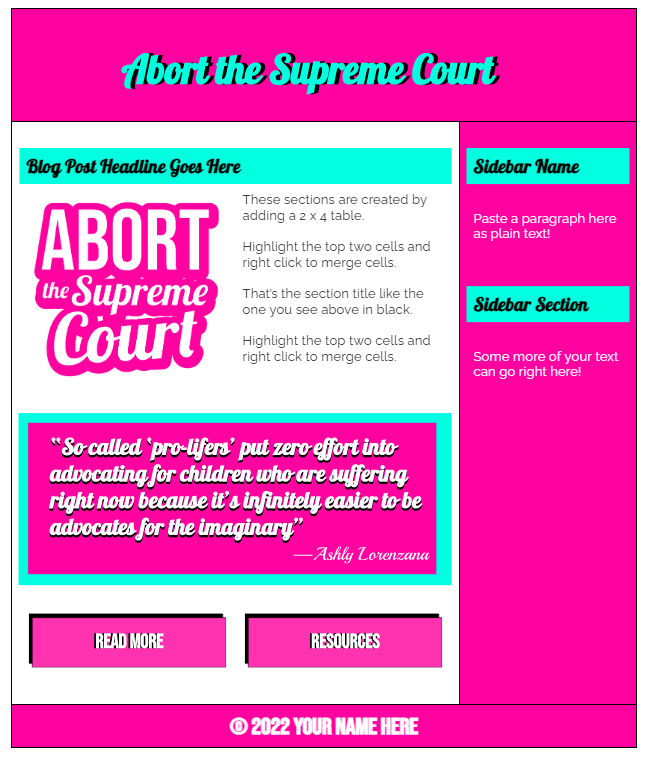 Abort the Supreme Court
Blog Post Headline Goes Here
ABORT
the Supreme
Court
These sections are created by
adding a 2 x 4 table.
Highlight the top two cells and
right click to merge cells.
That's the section title like the
one you see above in black.
Highlight the top two cells and
right click to merge cells.
"So called 'pro-lifers' put zero effort into
advocating for children who are suffering
right now because it's infinitely easier to be
advocates for the imaginary"
—Ashly Lorenzana
READ MORE
RESOURCES
Sidebar Name
Paste a paragraph here
as plain text!
Sidebar Section
Some more of your text
can go right here!
© 2022 YOUR NAME HERE